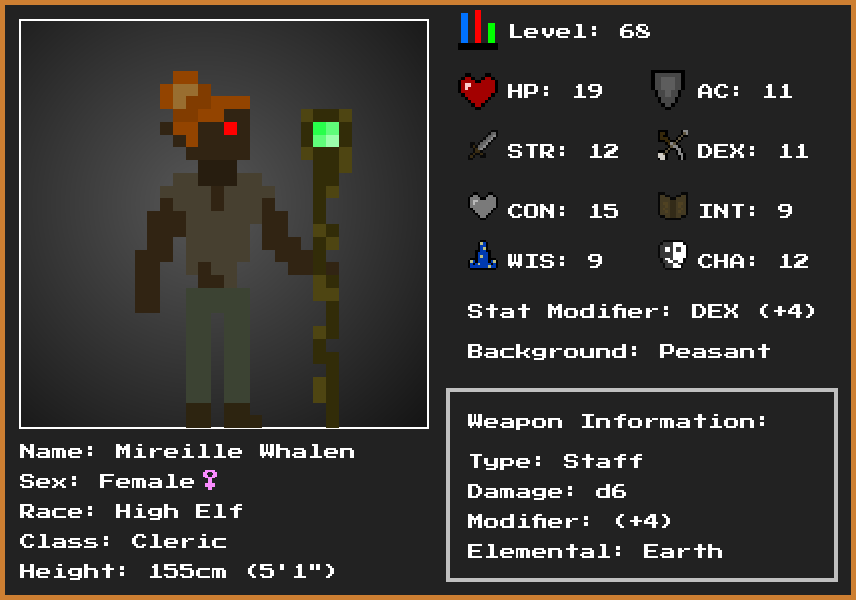 Level: 68
HP: 19 AC: 11
STR: 12 DEX: 11
CON: 15 INT: 9
WIS: 9 CHA: 12
Stat Modifier: DEX (+4)
Background: Peasant
Name: Mireille Whalen
Sex: Female♀
Race: High Elf
Class: Cleric
Height: 155cm (5'1")
Weapon Information:
Type: Staff
Damage: d6
Modifier: (+4)
Elemental: Earth